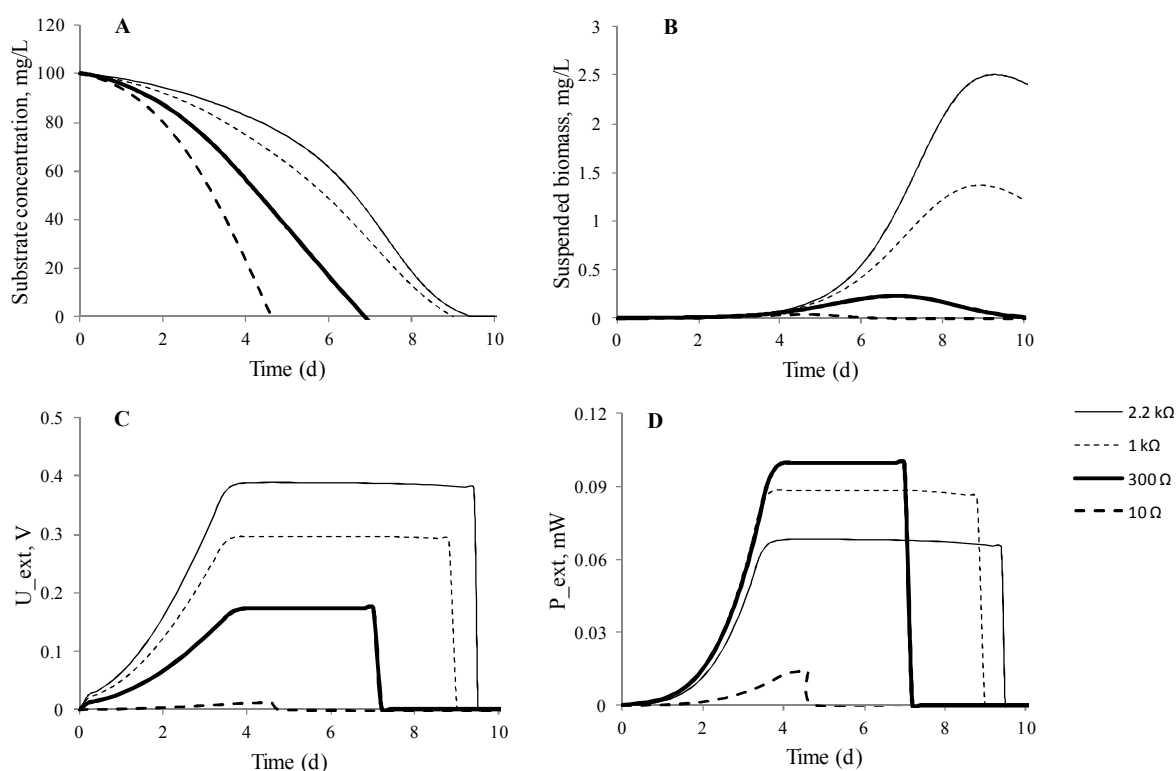 A
Substrate concentration, mg/L
120
100
80
60
40
20
0
0 2 4 6 8 10
Time (d)
B
Suspended biomass, mg/L
3
2.5
2
1.5
1
0.5
0
0 2 4 6 8 10
Time (d)
C
U_ext, V
0.5
0.4
0.3
0.2
0.1
0
0 2 4 6 8 10
Time (d)
D
P_ext, mW
0.12
0.09
0.06
0.03
0
0 2 4 6 8 10
Time (d)
2.2 kΩ
1 kΩ
300 Ω
10 Ω